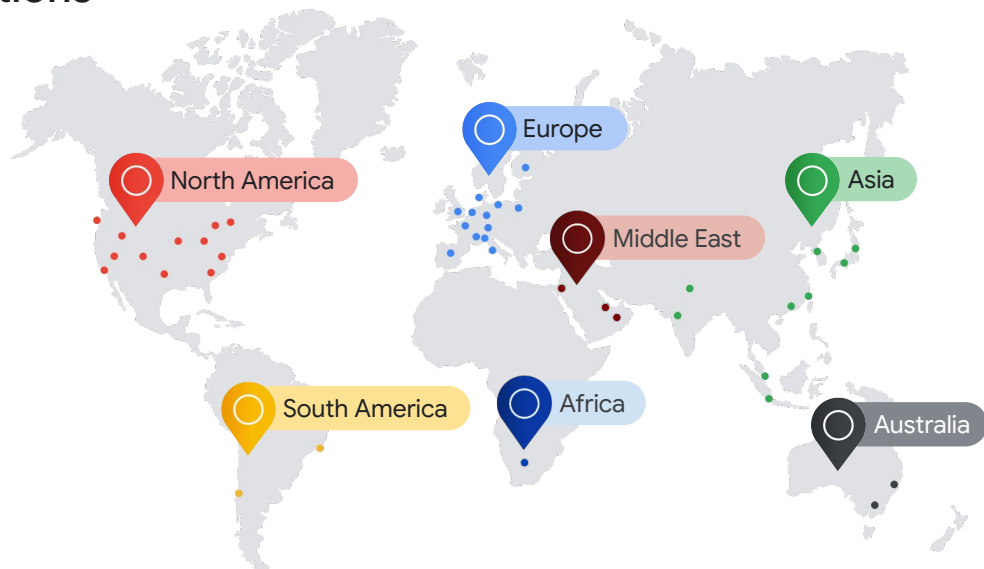 Europe
North America
Asia
Middle East
South America
Africa
Australia